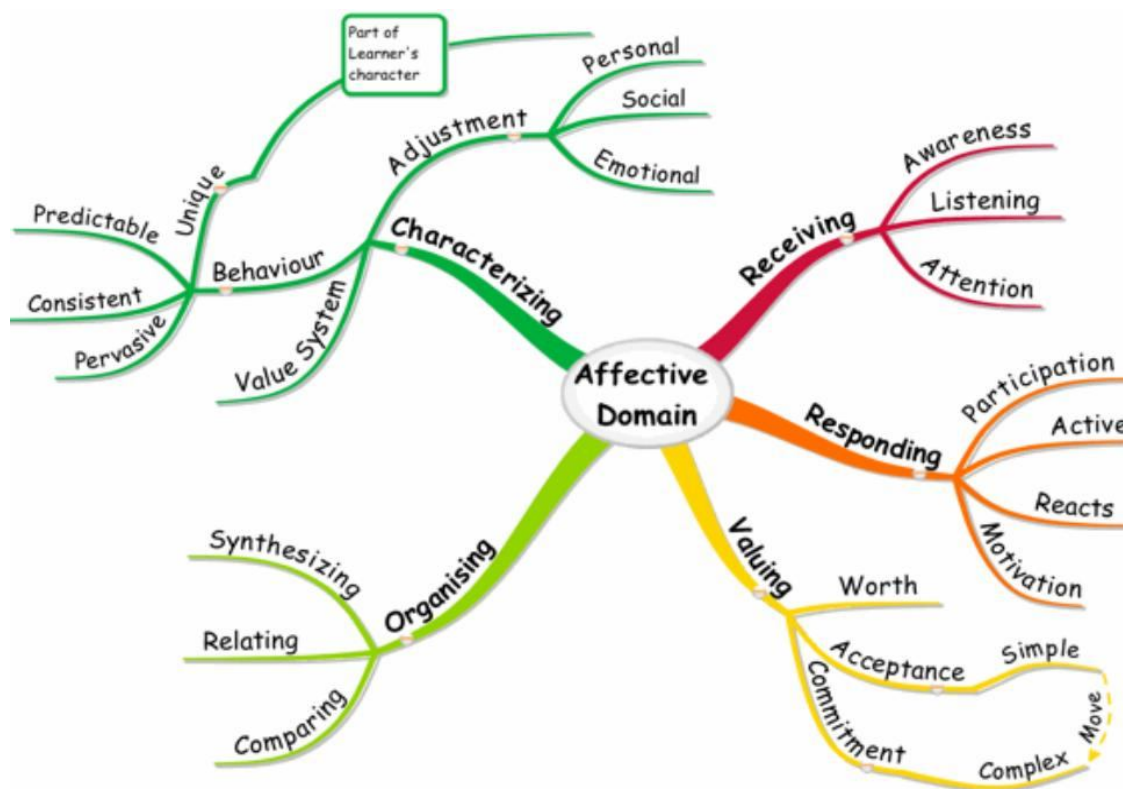 Affective
Domain
Receiving
Awareness
Listening
Attention
Responding
Participation
Active
Reacts
Motivation
Valuing
Worth
Acceptance
Simple
Move
Commitment
Complex
Organising
Synthesizing
Relating
Comparing
Characterizing
Adjustment
Personal
Social
Emotional
Behaviour
Unique
Part of
Learner's
character
Predictable
Consistent
Pervasive
Value System